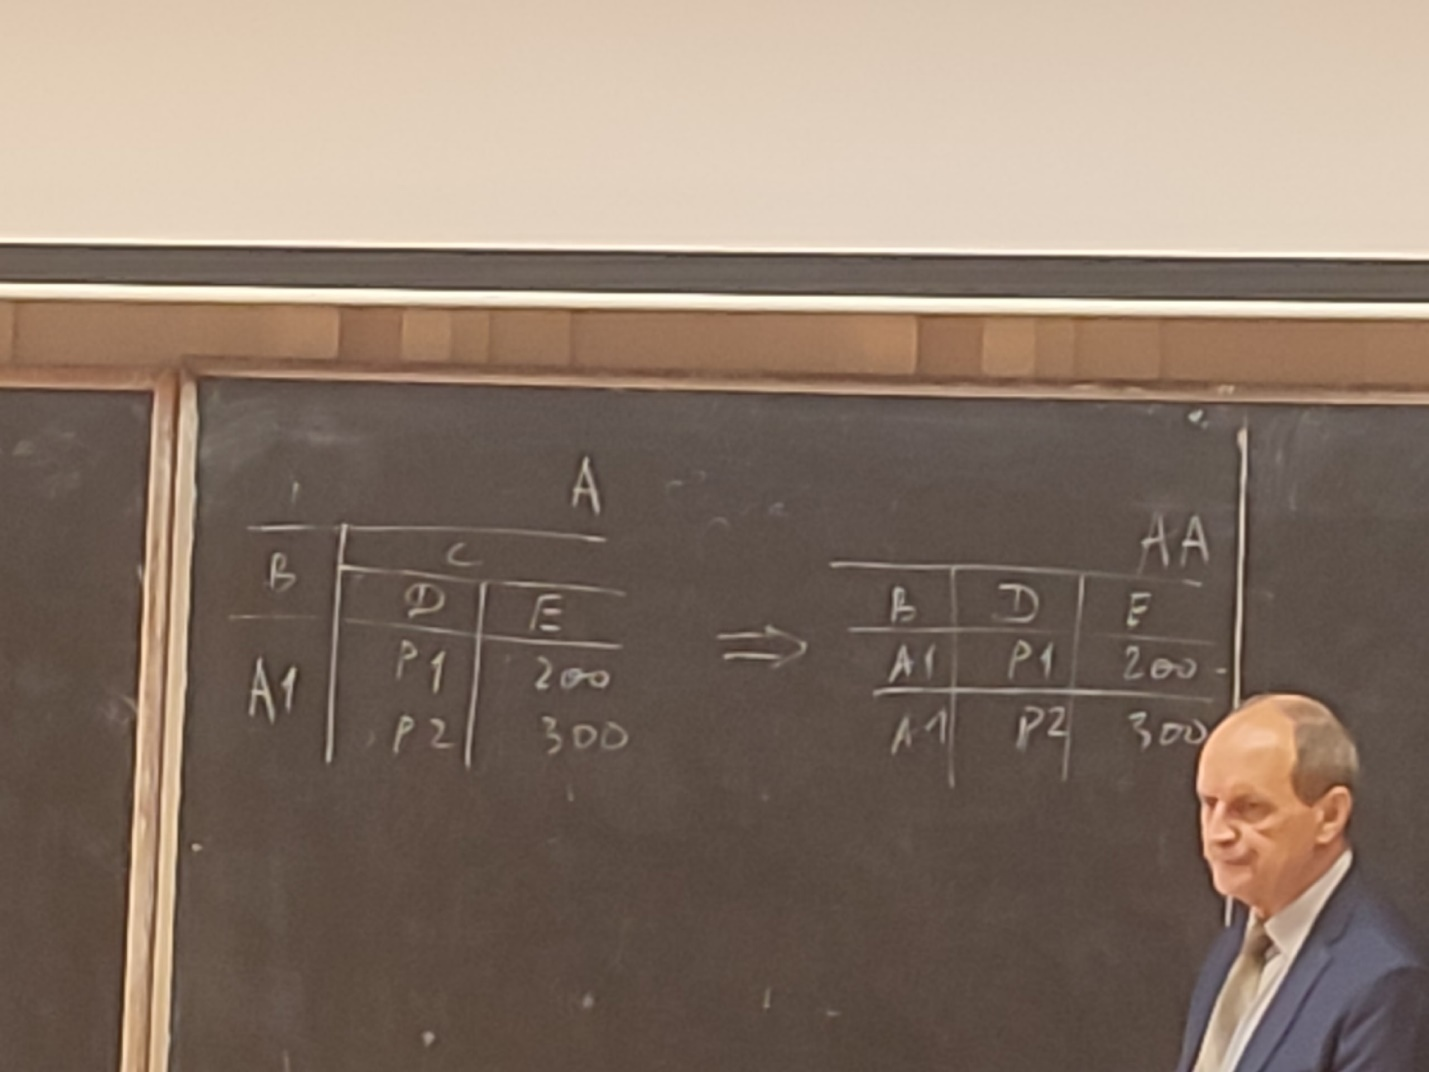 A
B C
D E
A1 P1 200
P2 300
⇒
AA
B D E
A1 P1 200
A1 P2 300